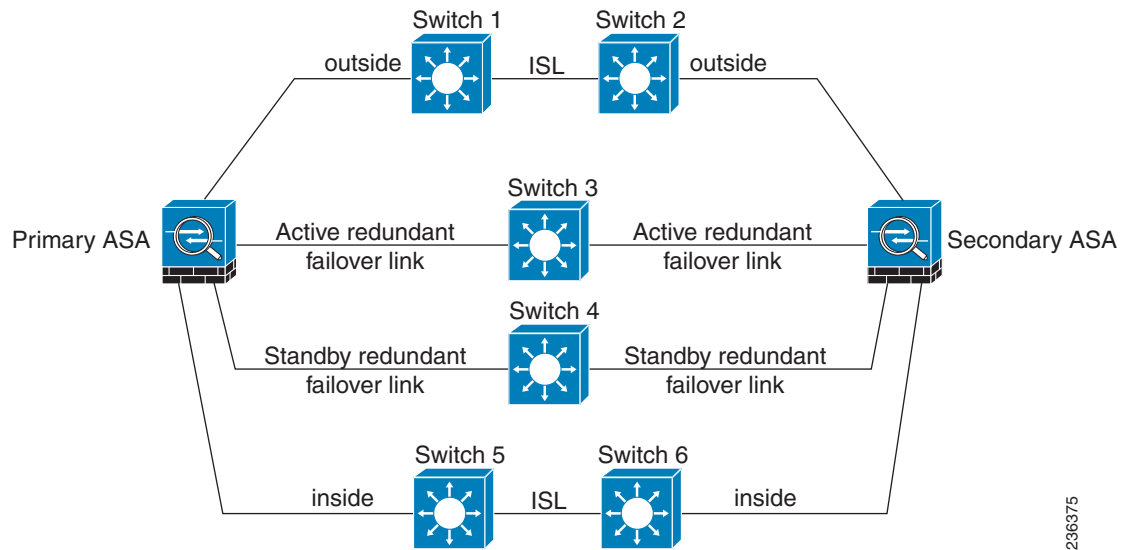 Switch 1
Switch 2
outside
ISL
outside
Switch 3
Primary ASA
Active redundant
failover link
Active redundant
failover link
Secondary ASA
Switch 4
Standby redundant
failover link
Standby redundant
failover link
Switch 5
Switch 6
inside
ISL
inside
236375